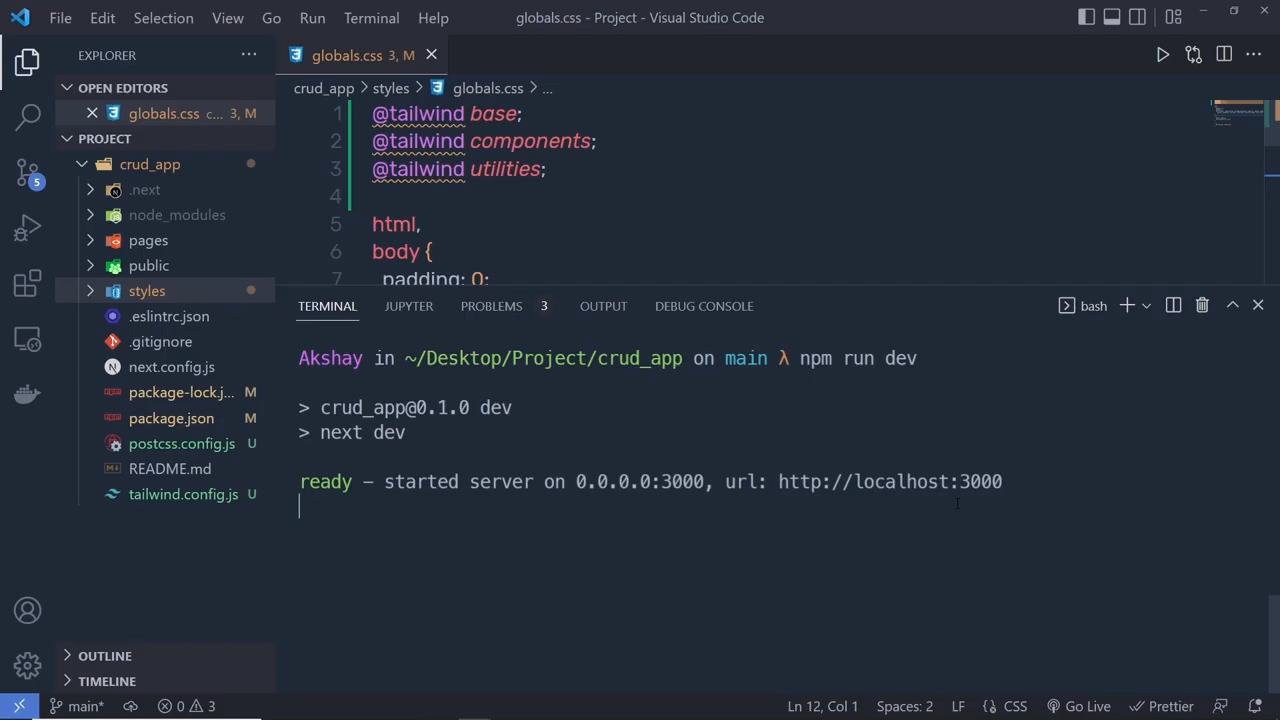 File Edit Selection View Go Run Terminal Help
globals.css - Project - Visual Studio Code
EXPLORER
OPEN EDITORS
globals.css c... 3, M
PROJECT
crud_app
.next
node_modules
pages
public
styles
.eslintrc.json
.gitignore
next.config.js
package-lock.j... M
package.json M
postcss.config.js U
README.md
tailwind.config.js U
OUTLINE
TIMELINE
5
globals.css 3, M
crud_app > styles > globals.css > ...
1 @tailwind base;
2 @tailwind components;
3 @tailwind utilities;
4
5 html,
6 body {
7 padding: 0;
TERMINAL JUPYTER PROBLEMS 3 OUTPUT DEBUG CONSOLE
bash
Akshay in ~/Desktop/Project/crud_app on main λ npm run dev
> crud_app@0.1.0 dev
> next dev
ready - started server on 0.0.0.0:3000, url: http://localhost:3000
main* 0 3 Ln 12, Col 1 Spaces: 2 LF CSS Go Live Prettier